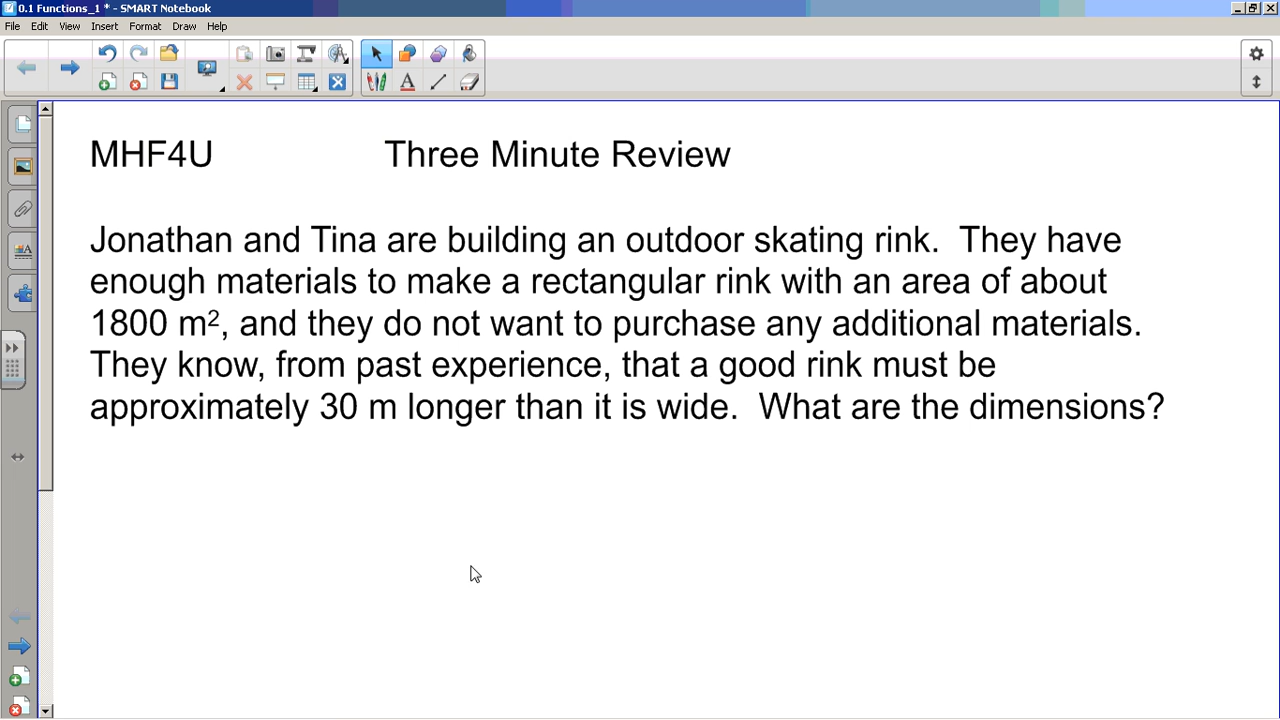 0.1 Functions_1 * - SMART Notebook
File Edit View Insert Format Draw Help
MHF4U Three Minute Review
Jonathan and Tina are building an outdoor skating rink. They have
enough materials to make a rectangular rink with an area of about
1800 m², and they do not want to purchase any additional materials.
They know, from past experience, that a good rink must be
approximately 30 m longer than it is wide. What are the dimensions?